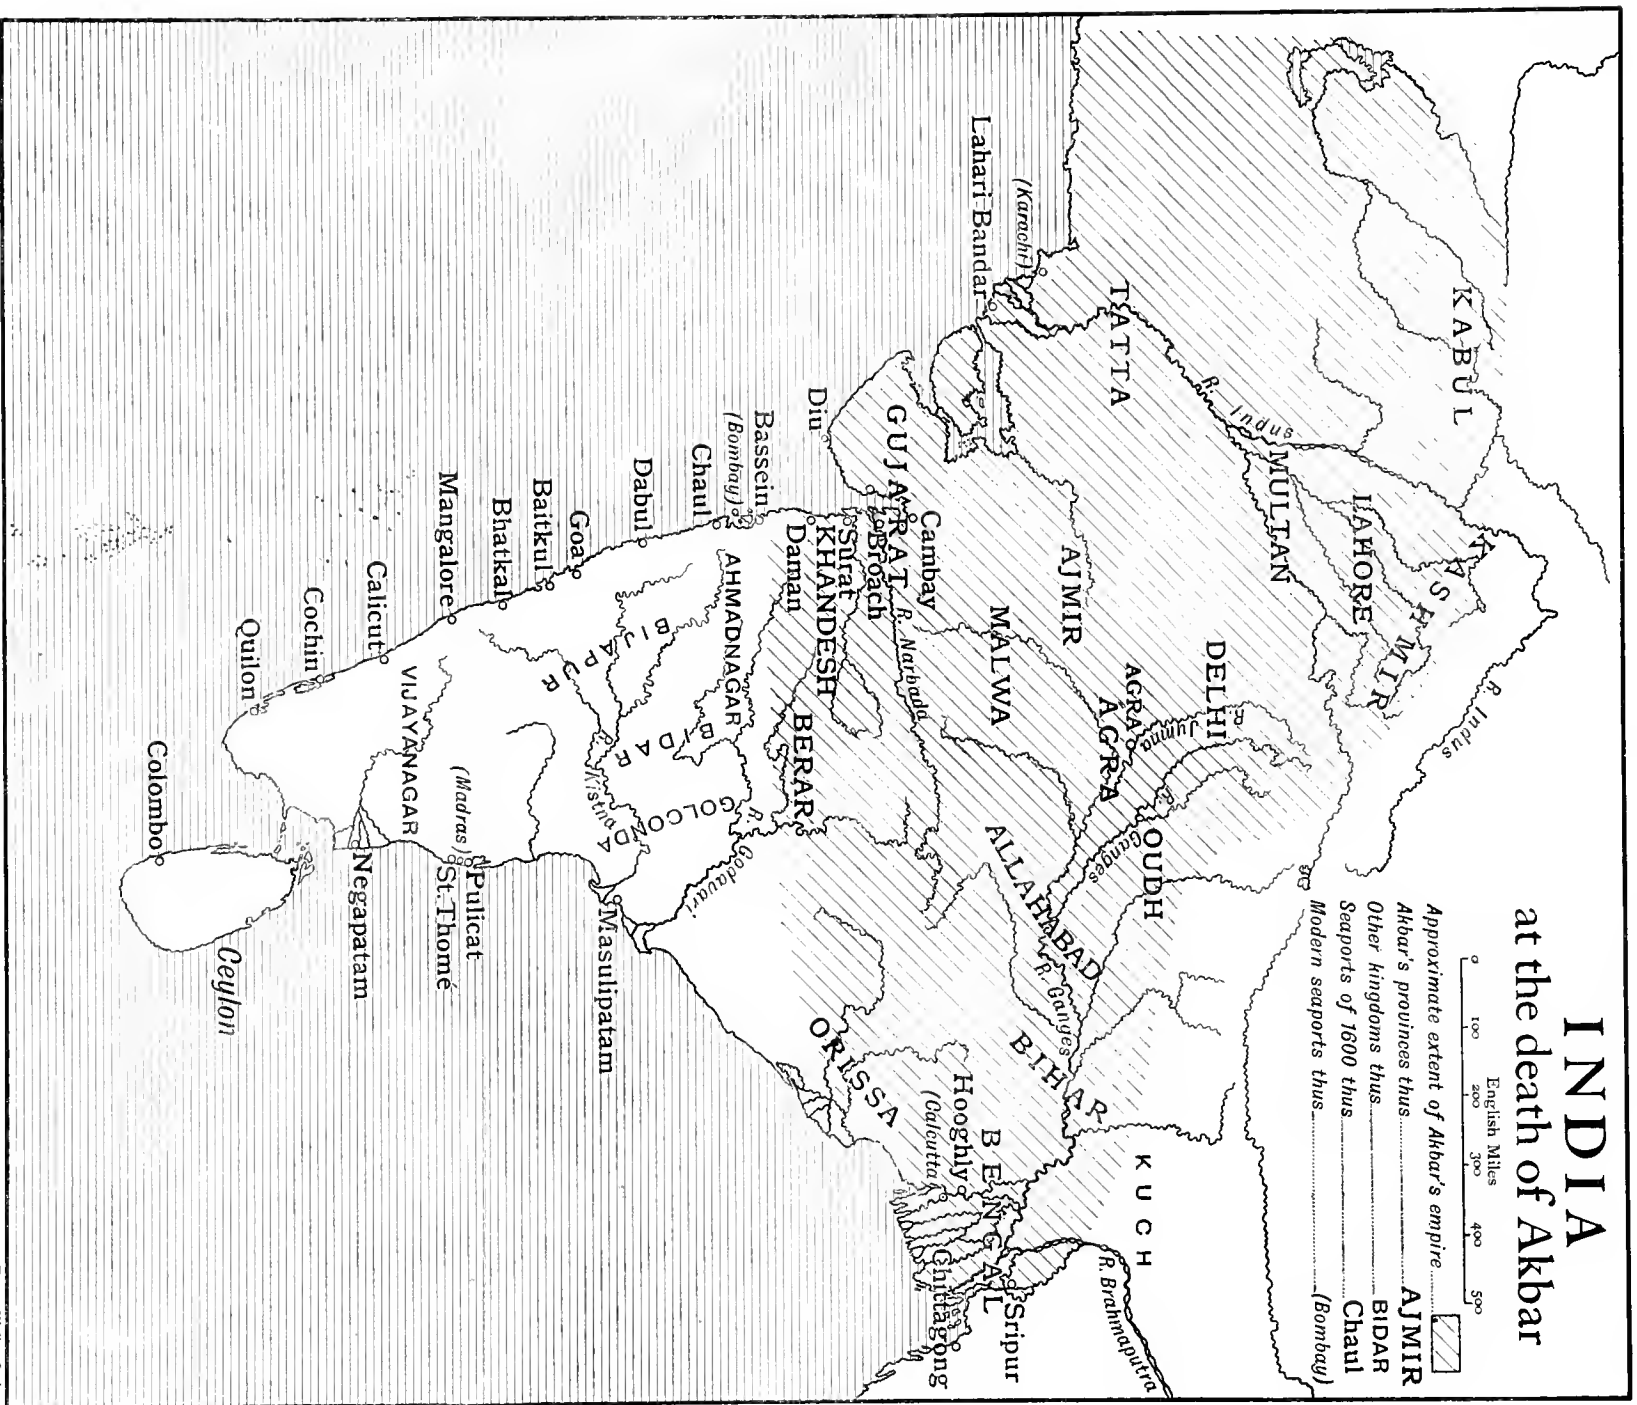 INDIA
at the death of Akbar
English Miles
0 100 200 300 400 500
Approximate extent of Akbar's empire
Akbar's provinces thus AJMIR
Other kingdoms thus BIDAR
Seaports of 1600 thus Chaul
Modern seaports thus (Bombay)
KABUL
KASHMIR
R. Indus
LAHORE
MULTAN
R. Indus
TATTA
DELHI
R. Jumna
AGRA
AGRA
OUDH
R. Ganges
AJMIR
MALWA
ALLAHABAD
R. Ganges
BIHAR
KUCH
R. Brahmaputra
(Karachi)
Lahari Bandar
GUJARAT
Cambay
R. Narbada
Broach
Surat
Diu
KHANDESH
Daman
BERAR
ORISSA
Hooghly
(Calcutta)
BENGAL
Sripur
Chittagong
Bassein
(Bombay)
Chaul
AHMADNAGAR
BIDAR
R. Godavari
GOLCONDA
BIJAPUR
Kistna
Dabul
Goa
Baitkul
Bhatkal
Mangalore
Masulipatam
VIJAYANAGAR
Pulicat
(Madras)
St. Thomé
Calicut
Cochin
Quilon
Negapatam
Colombo
Ceylon